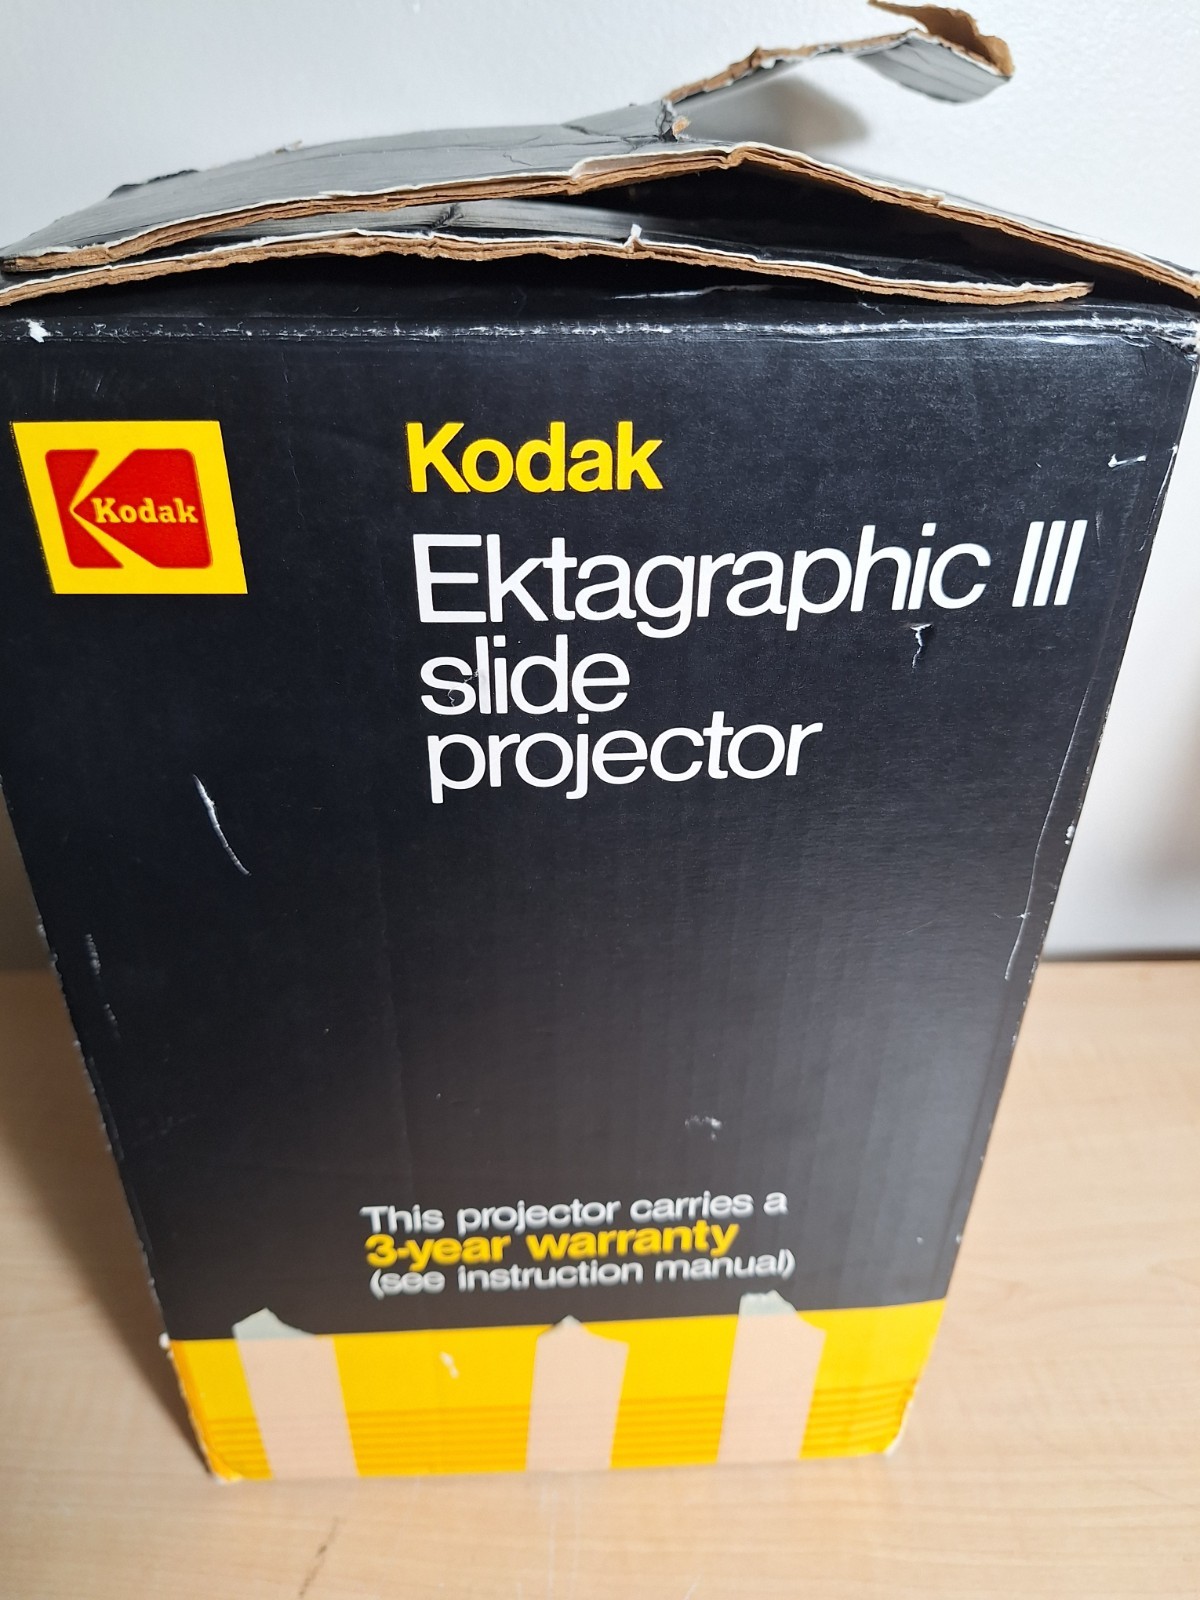 Kodak
Kodak
Ektagraphic III
slide
projector
This projector carries a
3-year warranty
(see instruction manual)